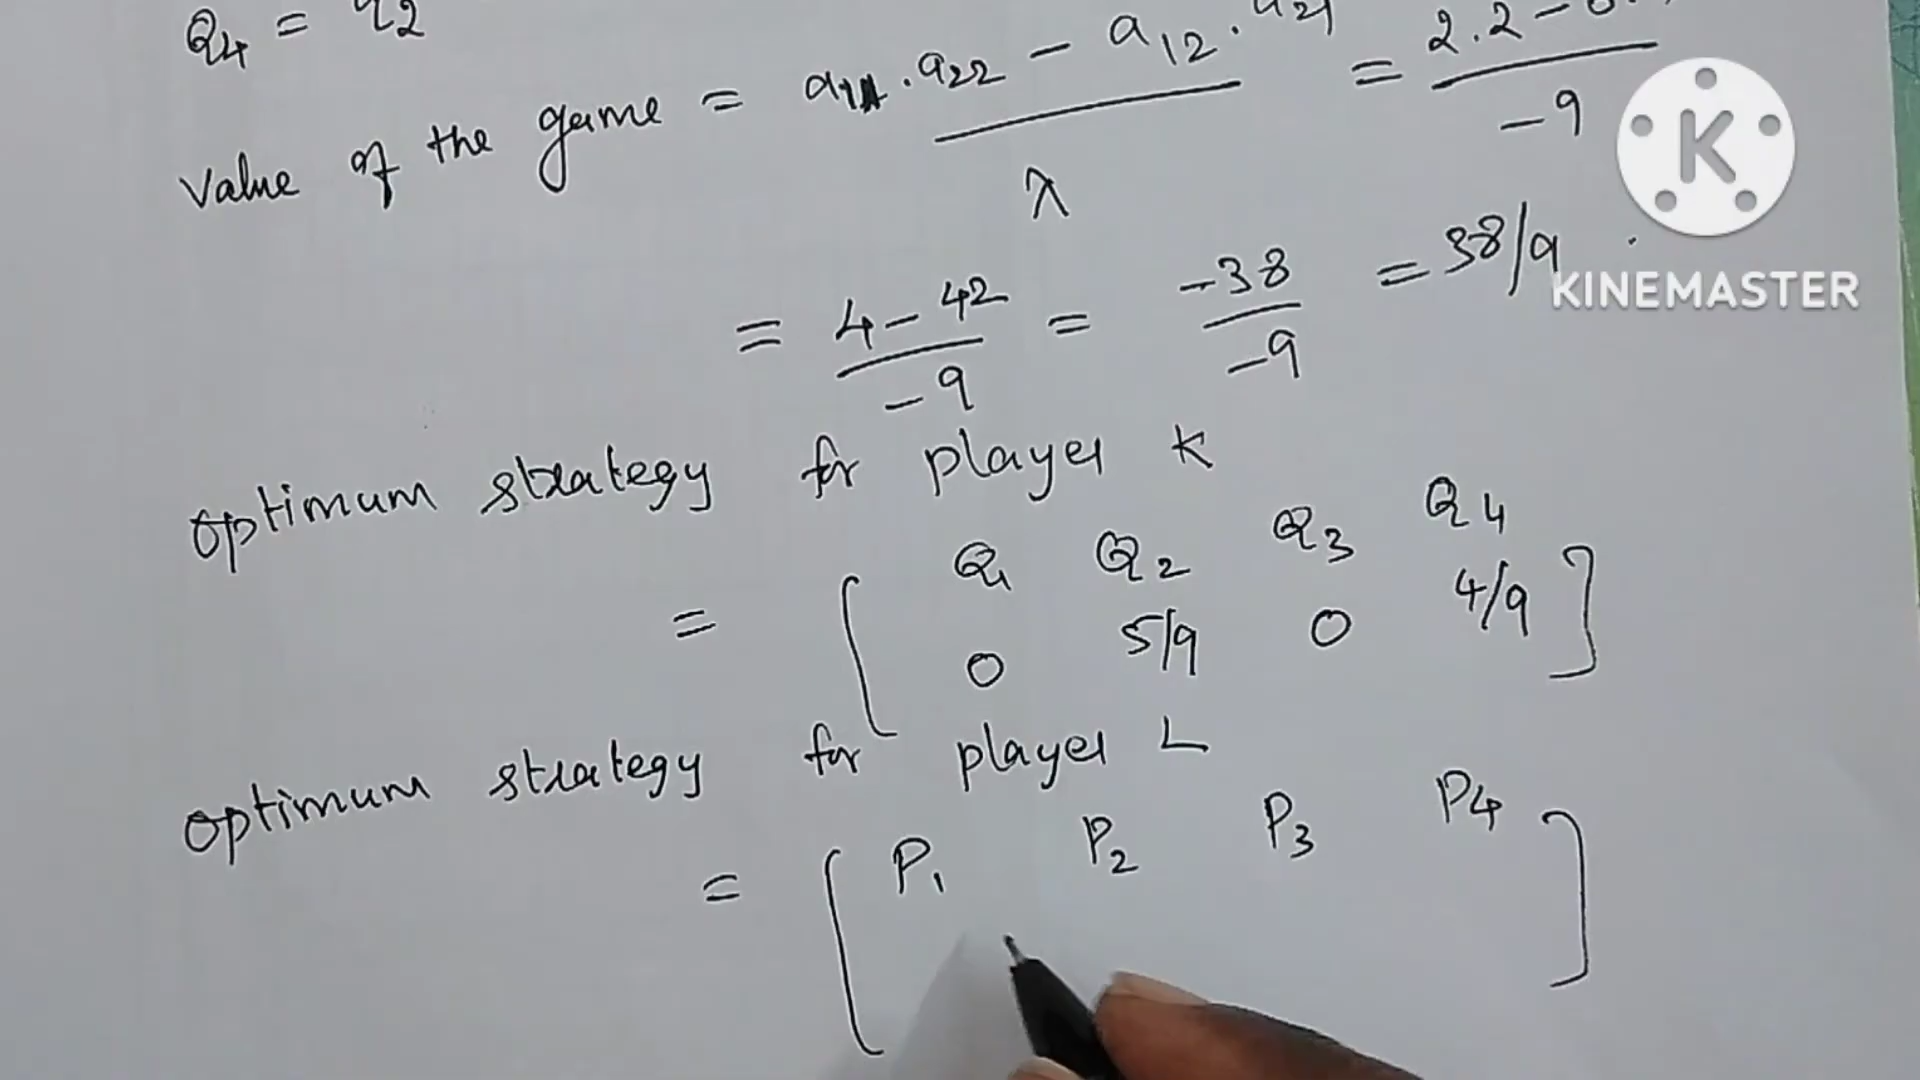 Q4 = q2
Value of the game = a11 . a22 - a12 . a21 = 2.2 -
λ
-9
= 4 - 42 = -38 = 38/9
-9
-9
K
KINEMASTER
optimum strategy for player K
Q1 Q2 Q3 Q4
= [ 0 5/9 0 4/9 ]
optimum strategy for player L
= [ P1 P2 P3 P4 ]